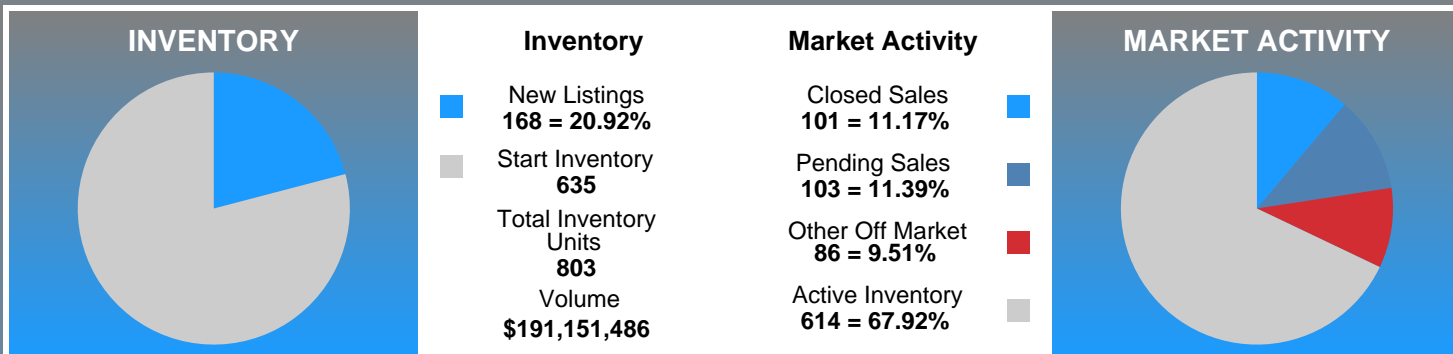 INVENTORY
Inventory
New Listings
168 = 20.92%
Start Inventory
635
Total Inventory
Units
803
Volume
$191,151,486
Market Activity
Closed Sales
101 = 11.17%
Pending Sales
103 = 11.39%
Other Off Market
86 = 9.51%
Active Inventory
614 = 67.92%
MARKET ACTIVITY